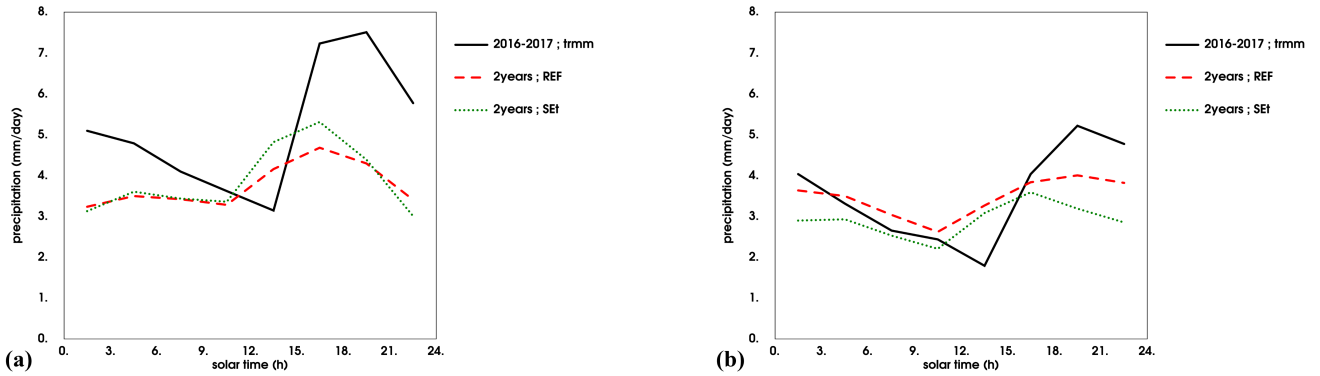 8.
7.
6.
5.
4.
3.
2.
1.
0.
precipitation (mm/day)
0. 3. 6. 9. 12. 15. 18. 21. 24.
solar time (h)
2016-2017 ; trmm
2years ; REF
2years ; SEt
(a)
8.
7.
6.
5.
4.
3.
2.
1.
0.
precipitation (mm/day)
0. 3. 6. 9. 12. 15. 18. 21. 24.
solar time (h)
2016-2017 ; trmm
2years ; REF
2years ; SEt
(b)